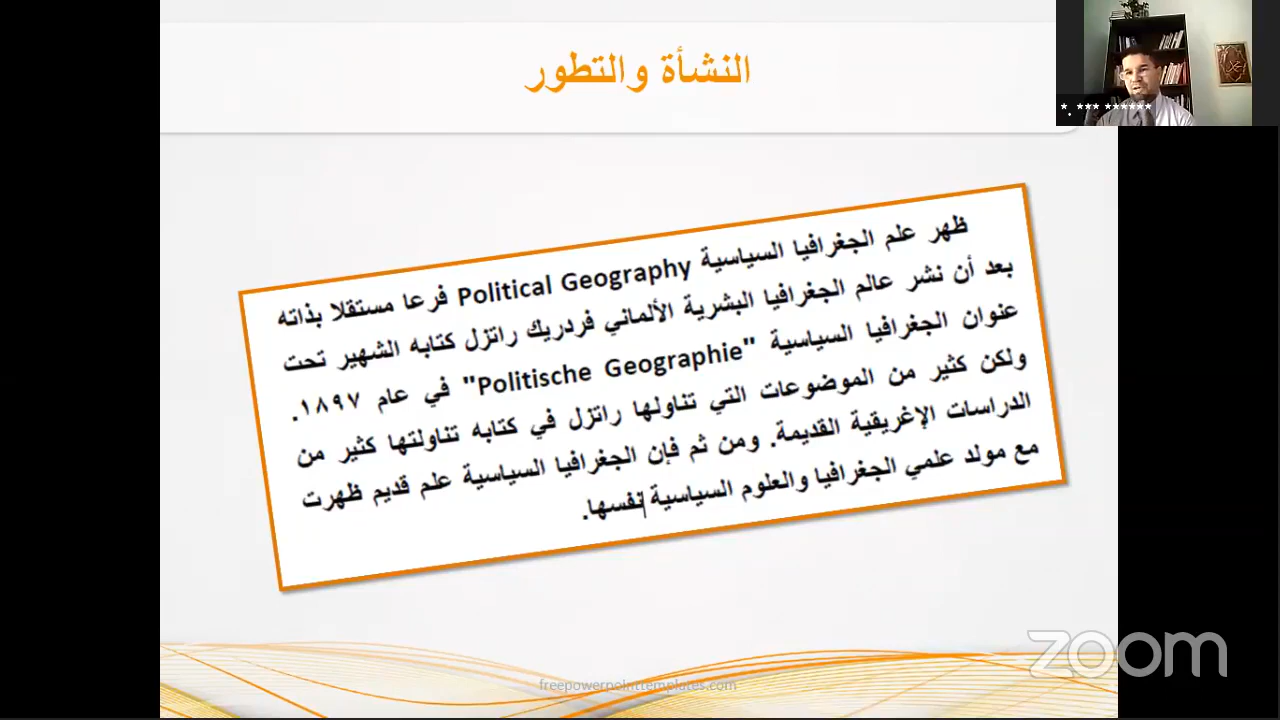 النشأة والتطور
*. *** ******
ظهر علم الجغرافيا السياسية Political Geography فرعا مستقلا بذاته
بعد أن نشر عالم الجغرافيا البشرية الألماني فردريك راتزل كتابه الشهير تحت
عنوان الجغرافيا السياسية "Politische Geographie" في عام ١٨٩٧.
ولكن كثير من الموضوعات التي تناولها راتزل في كتابه تناولتها كثير من
الدراسات الإغريقية القديمة. ومن ثم فإن الجغرافيا السياسية علم قديم ظهرت
مع مولد علمي الجغرافيا والعلوم السياسية نفسها.
zoom
freepowerpointtemplates.com